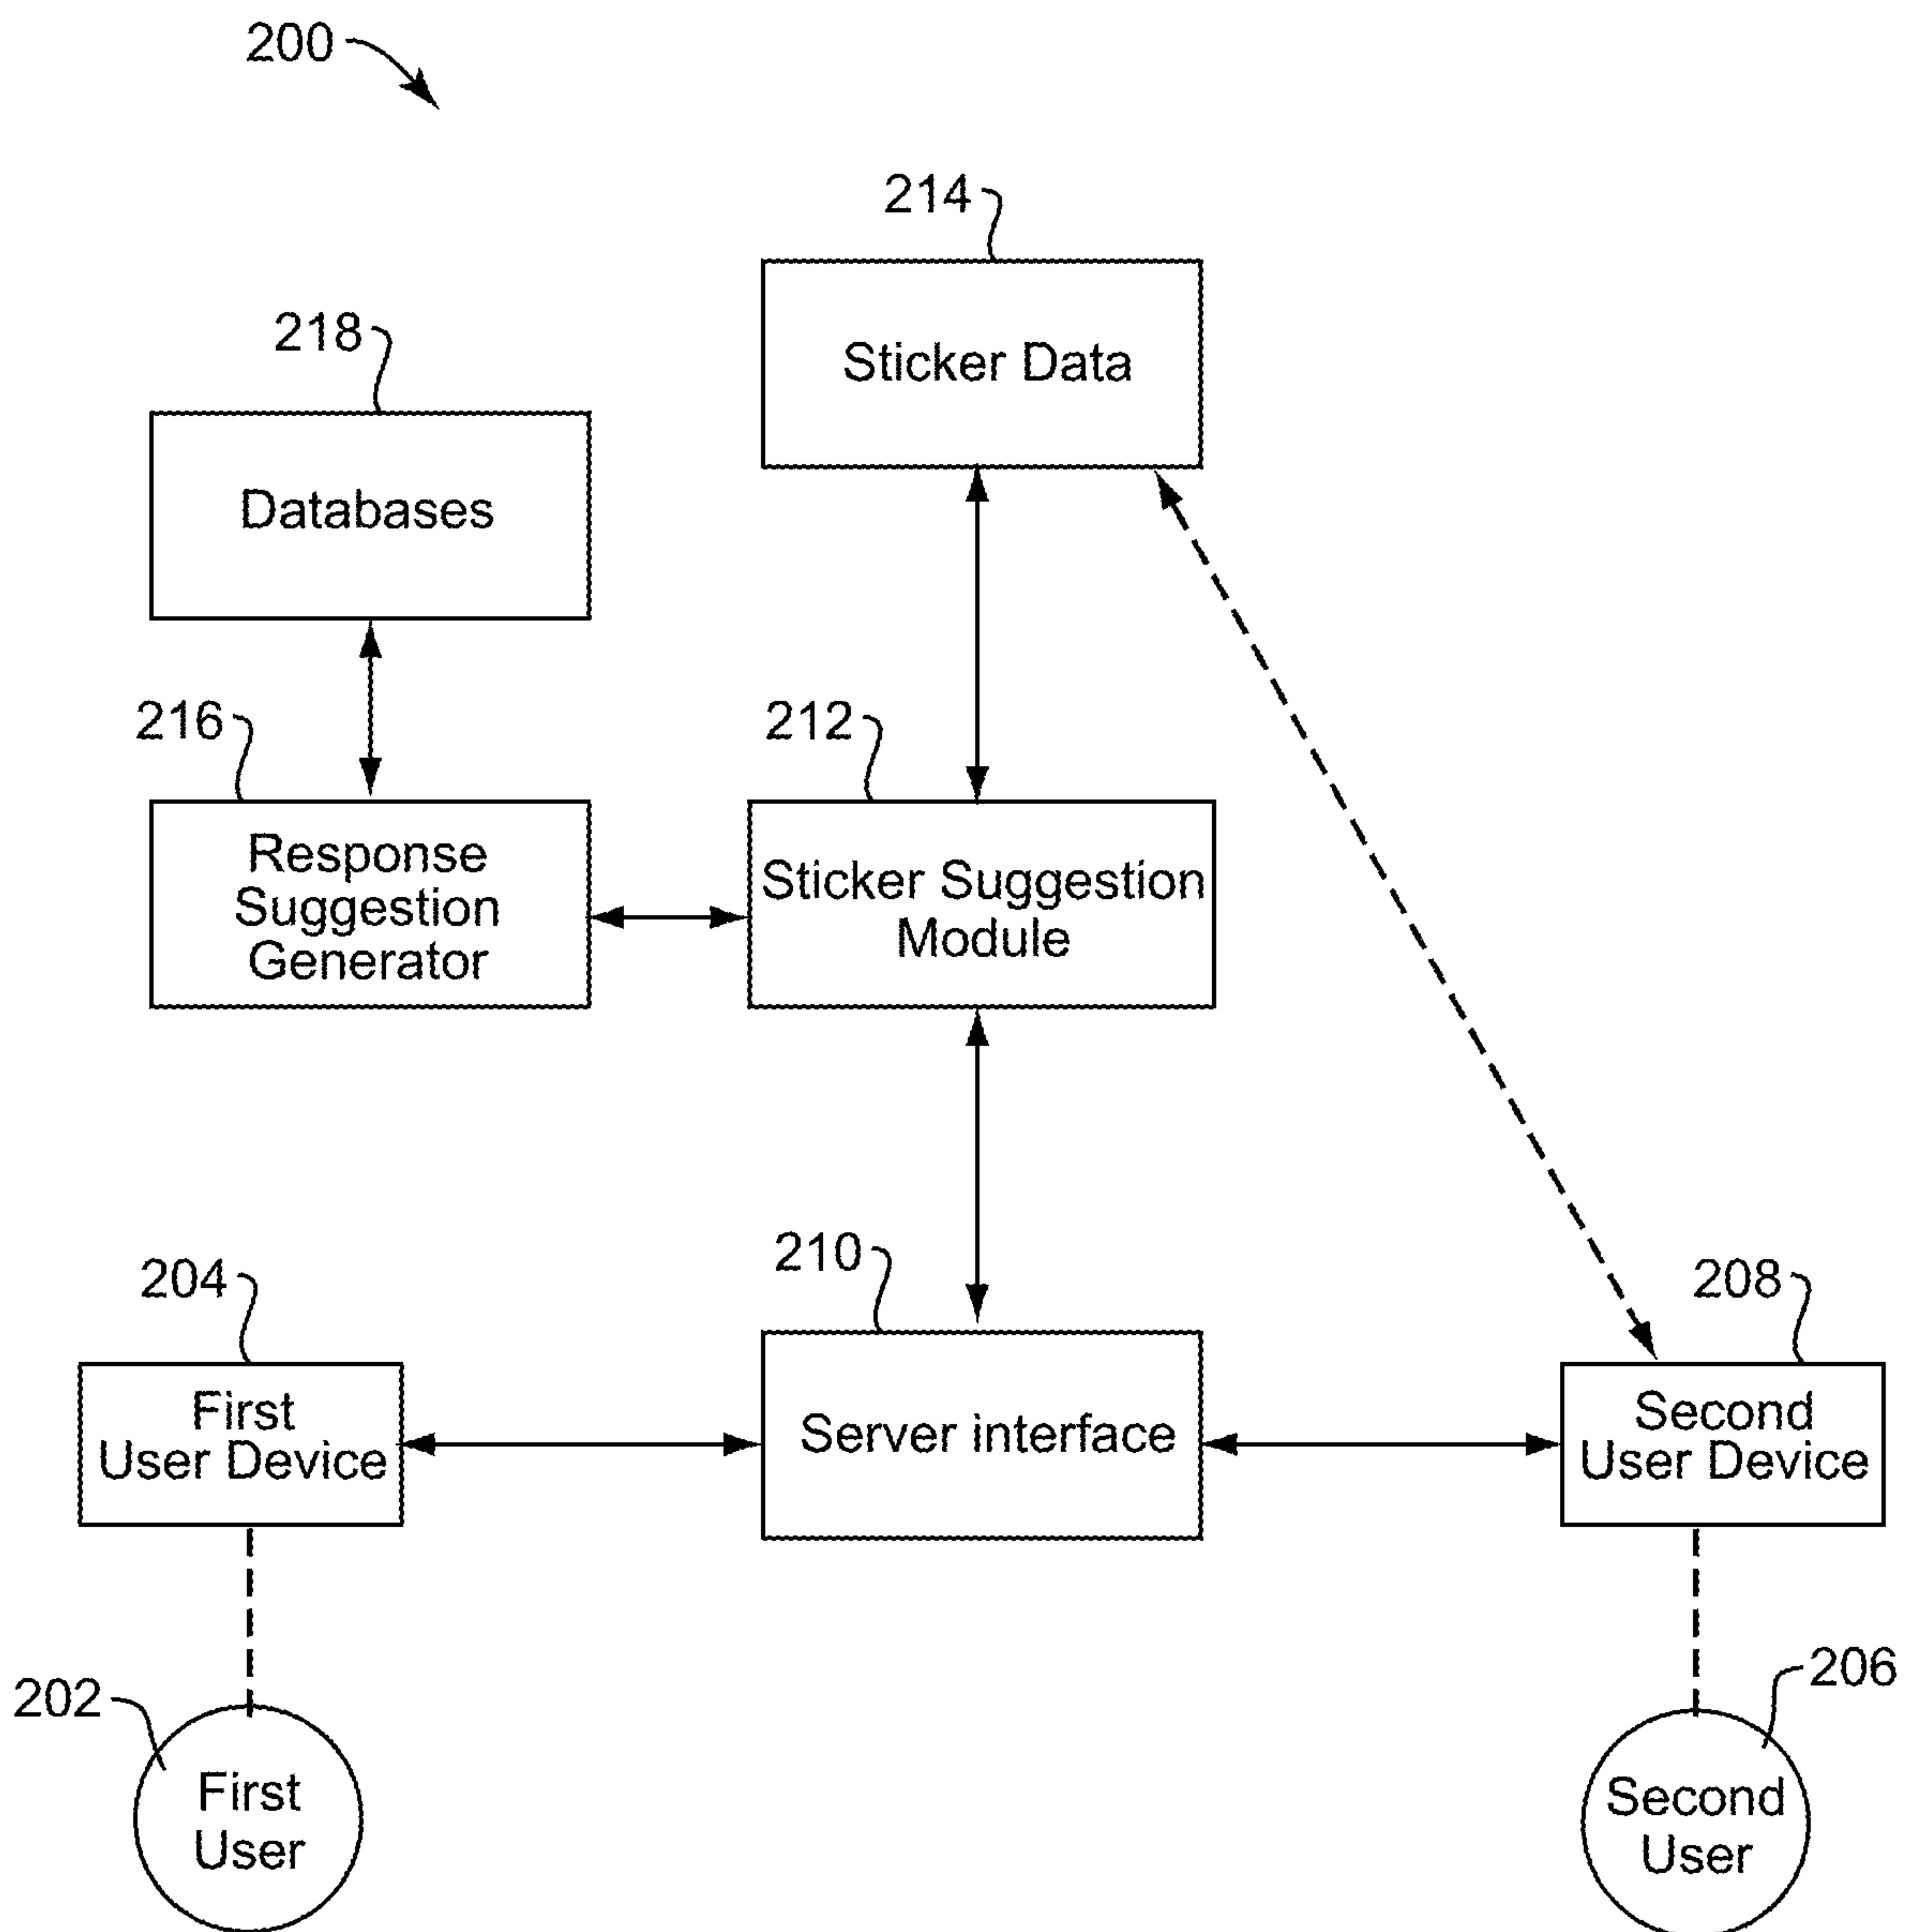 200
214
Sticker Data
218
Databases
216
Response
Suggestion
Generator
212
Sticker Suggestion
Module
210
Server interface
204
First
User Device
208
Second
User Device
202
First
User
206
Second
User